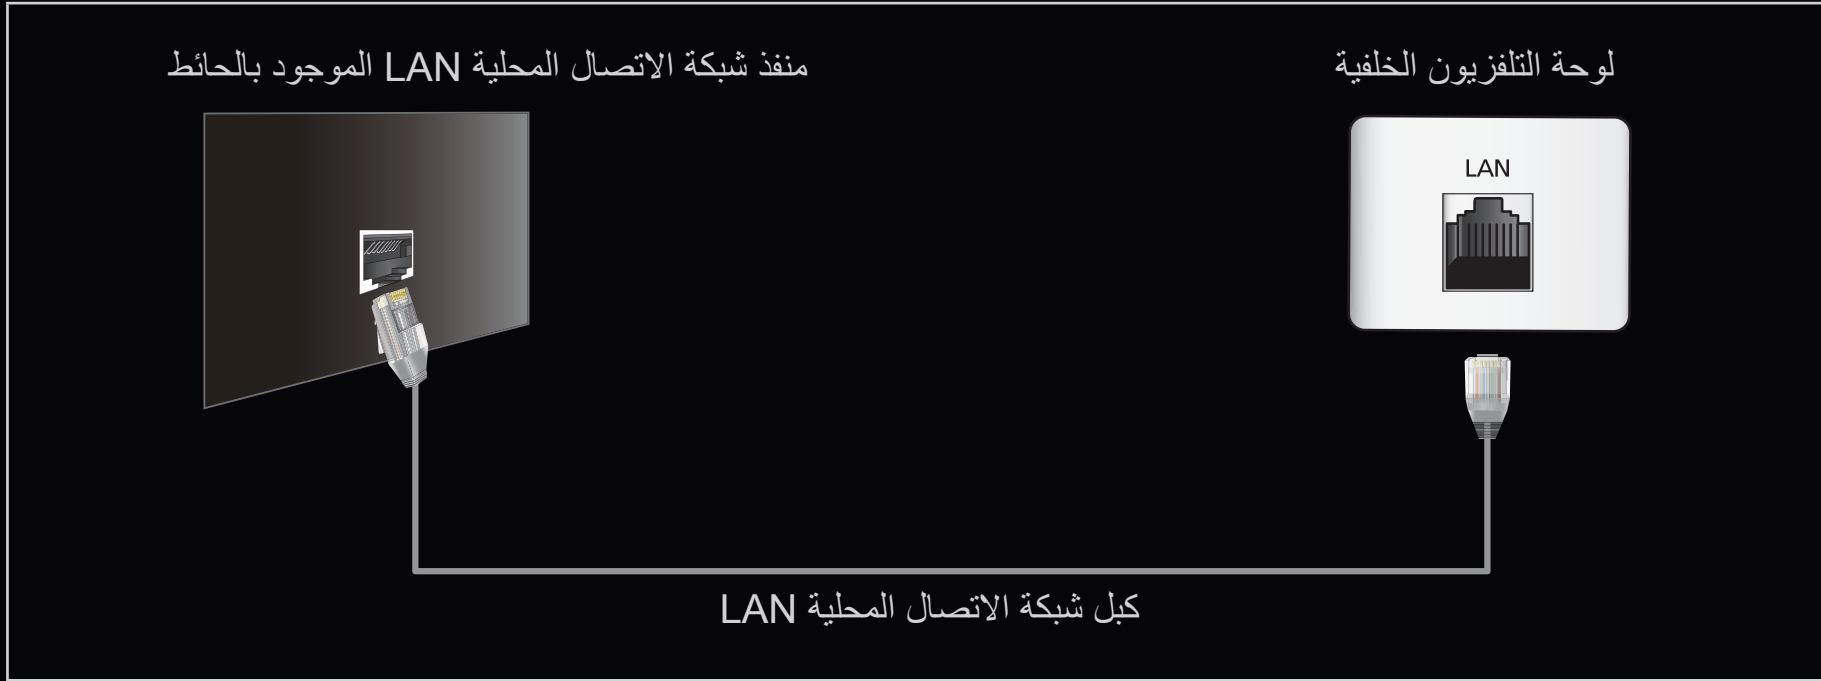 لوحة التلفزيون الخلفية
منفذ شبكة الاتصال المحلية LAN الموجود بالحائط
LAN
كبل شبكة الاتصال المحلية LAN